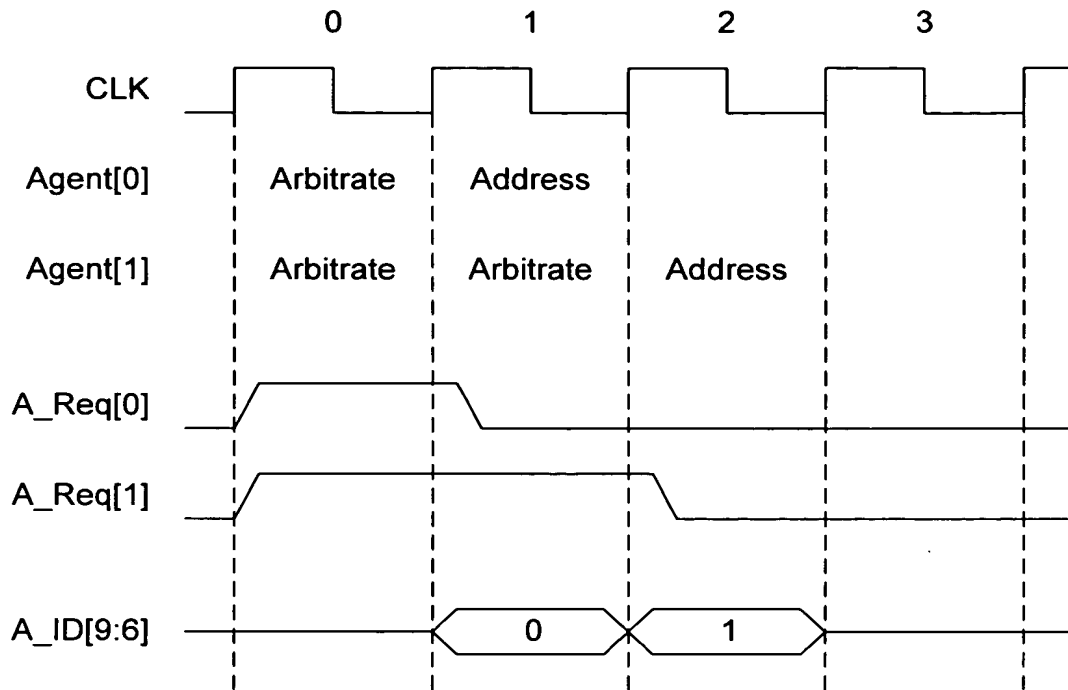 0 1 2 3
CLK
Agent[0] Arbitrate Address
Agent[1] Arbitrate Arbitrate Address
A_Req[0]
A_Req[1]
A_ID[9:6] 0 1